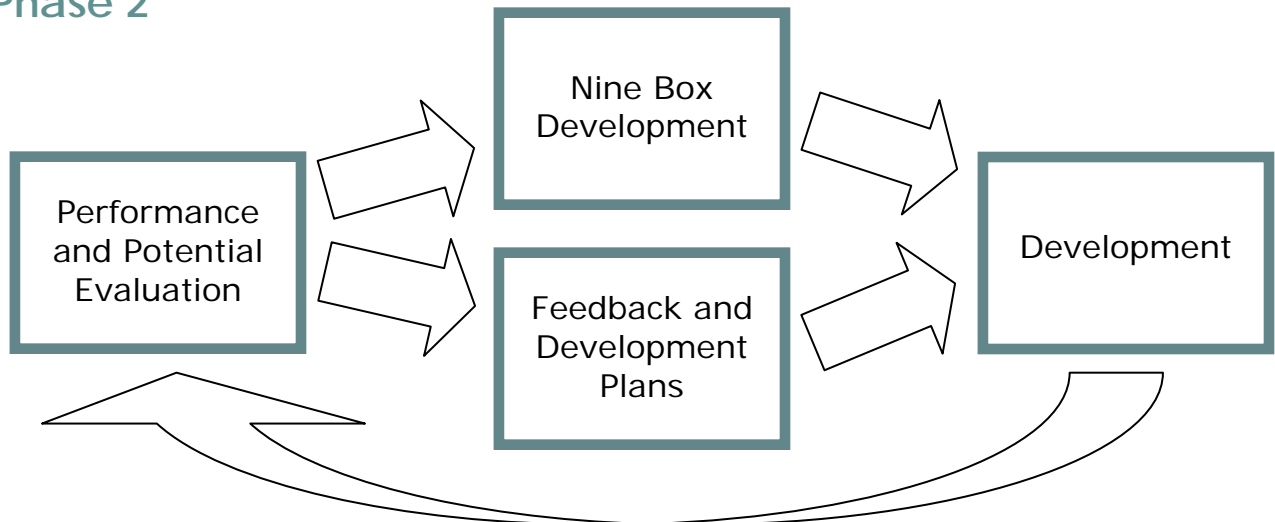 Phase 2
Nine Box
Development
Performance
and Potential
Evaluation
Development
Feedback and
Development
Plans